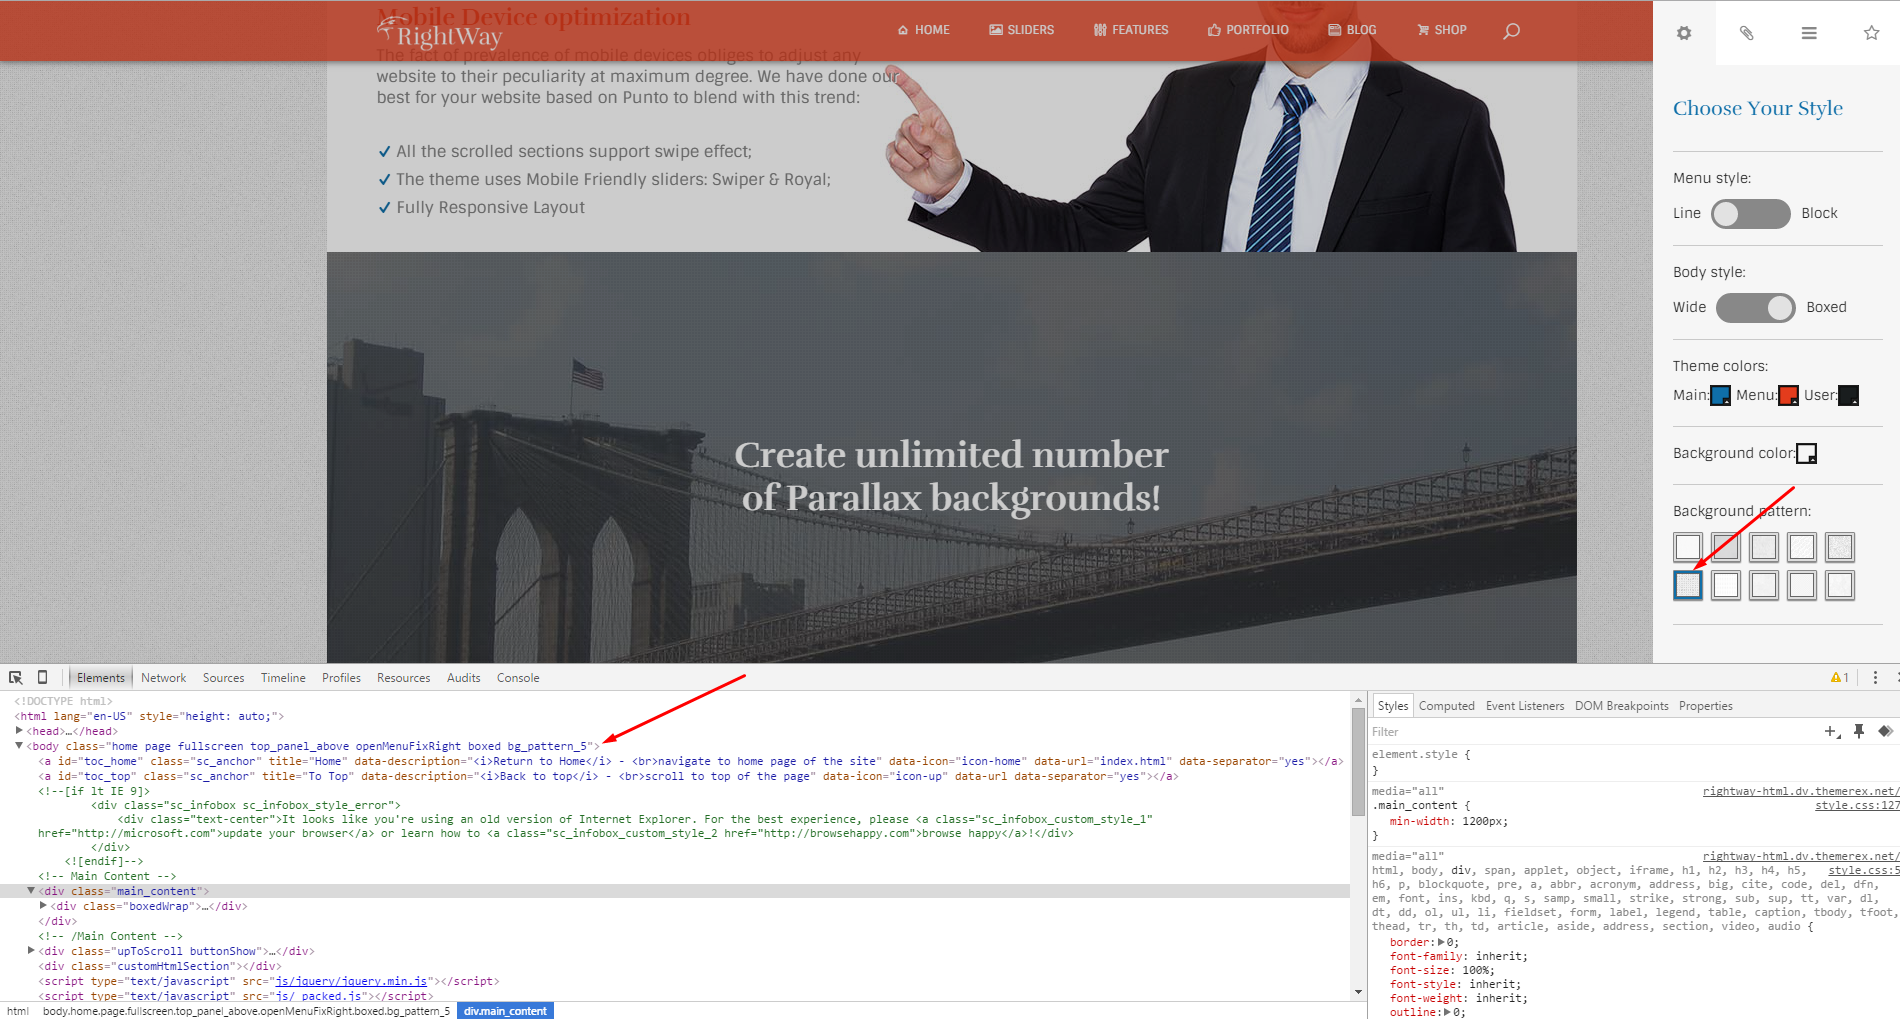 Mobile Device optimization
RightWay
HOME
SLIDERS
FEATURES
PORTFOLIO
BLOG
SHOP
The fact of prevalence of mobile devices obliges to adjust any
website to their peculiarity at maximum degree. We have done our
best for your website based on Punto to blend with this trend:
All the scrolled sections support swipe effect;
The theme uses Mobile Friendly sliders: Swiper & Royal;
Fully Responsive Layout
Create unlimited number
of Parallax backgrounds!
Choose Your Style
Menu style:
Line Block
Body style:
Wide Boxed
Theme colors:
Main: Menu: User:
Background color:
Background pattern:
Elements Network Sources Timeline Profiles Resources Audits Console
1
<!DOCTYPE html>
<html lang="en-US" style="height: auto;">
<head>…</head>
<body class="home page fullscreen top_panel_above openMenuFixRight boxed bg_pattern_5">
<a id="toc_home" class="sc_anchor" title="Home" data-description="<i>Return to Home</i> - <br>navigate to home page of the site" data-icon="icon-home" data-url="index.html" data-separator="yes"></a>
<a id="toc_top" class="sc_anchor" title="To Top" data-description="<i>Back to top</i> - <br>scroll to top of the page" data-icon="icon-up" data-url data-separator="yes"></a>
<!--[if lt IE 9]>
<div class="sc_infobox sc_infobox_style_error">
<div class="text-center">It looks like you're using an old version of Internet Explorer. For the best experience, please <a class="sc_infobox_custom_style_1"
href="http://microsoft.com">update your browser</a> or learn how to <a class="sc_infobox_custom_style_2 href="http://browsehappy.com">browse happy</a>!</div>
</div>
<![endif]-->
<!-- Main Content -->
<div class="main_content">
<div class="boxedWrap">…</div>
</div>
<!-- /Main Content -->
<div class="upToScroll buttonShow">…</div>
<div class="customHtmlSection"></div>
<script type="text/javascript" src="js/jquery/jquery.min.js"></script>
<script type="text/javascript" src="js/_packed.js"></script>
html body.home.page.fullscreen.top_panel_above.openMenuFixRight.boxed.bg_pattern_5 div.main_content
Styles Computed Event Listeners DOM Breakpoints Properties
Filter
element.style {
}
media="all" rightway-html.dv.themerex.net/
.main_content { style.css:127
min-width: 1200px;
}
media="all" rightway-html.dv.themerex.net/
html, body, div, span, applet, object, iframe, h1, h2, h3, h4, h5, style.css:5
h6, p, blockquote, pre, a, abbr, acronym, address, big, cite, code, del, dfn,
em, font, ins, kbd, q, s, samp, small, strike, strong, sub, sup, tt, var, dl,
dt, dd, ol, ul, li, fieldset, form, label, legend, table, caption, tbody, tfoot,
thead, tr, th, td, article, aside, address, section, video, audio {
border: 0;
font-family: inherit;
font-size: 100%;
font-style: inherit;
font-weight: inherit;
outline: 0;